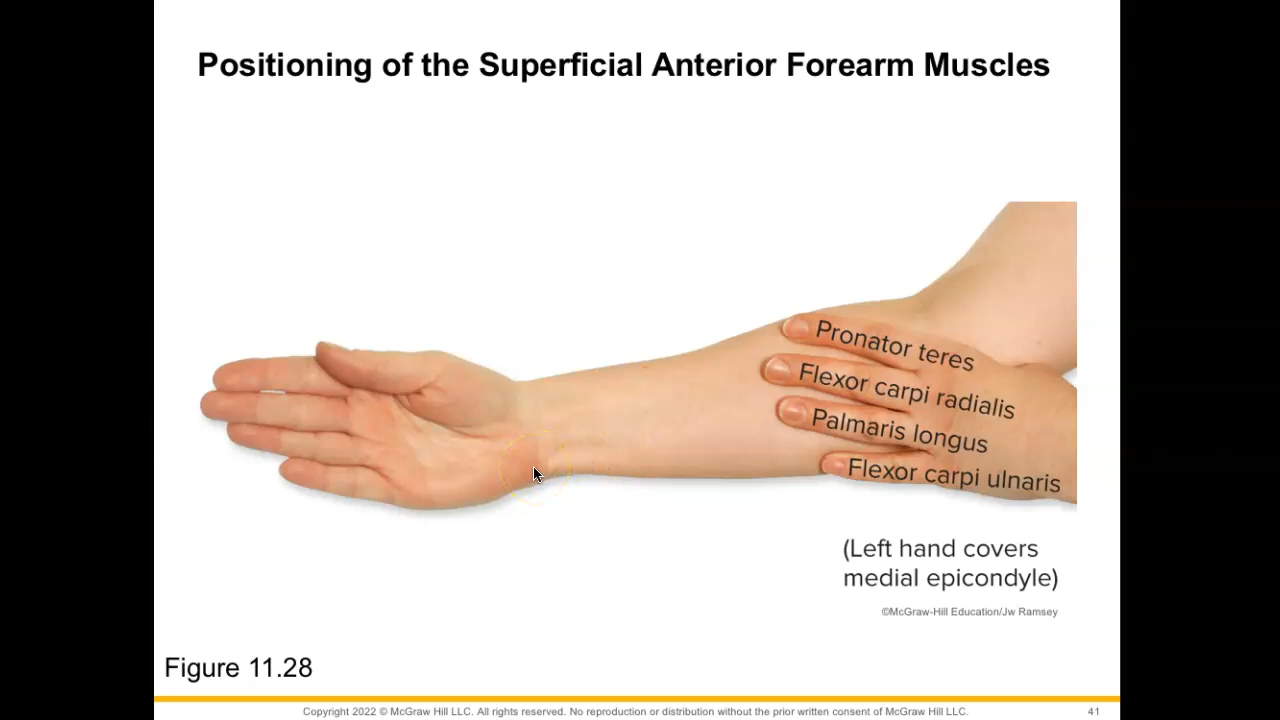 Positioning of the Superficial Anterior Forearm Muscles
Pronator teres
Flexor carpi radialis
Palmaris longus
Flexor carpi ulnaris
(Left hand covers
medial epicondyle)
©McGraw-Hill Education/Jw Ramsey
Figure 11.28
Copyright 2022 © McGraw Hill LLC. All rights reserved. No reproduction or distribution without the prior written consent of McGraw Hill LLC.
41